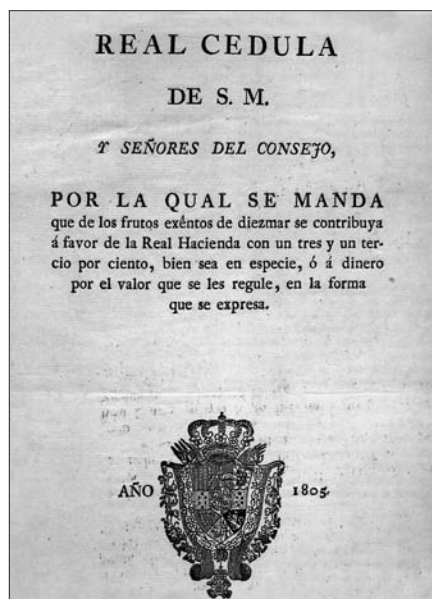 REAL CEDULA
DE S. M.
Y SEÑORES DEL CONSEJO,
POR LA QUAL SE MANDA
que de los frutos exêntos de diezmar se contribuya
á favor de la Real Hacienda con un tres y un ter-
cio por ciento, bien sea en especie, ó á dinero
por el valor que se les regule, en la forma
que se expresa.
AÑO 1805.